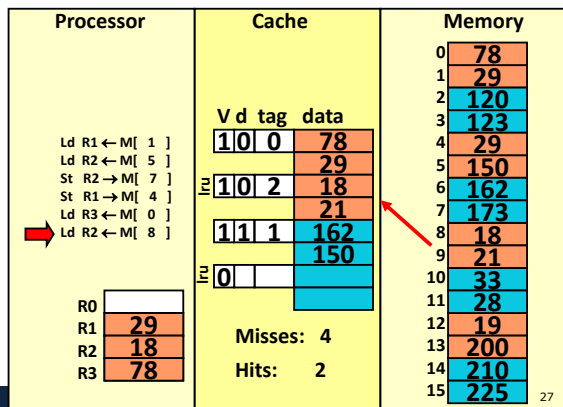 Processor
Ld R1 ← M[ 1 ]
Ld R2 ← M[ 5 ]
St R2 → M[ 7 ]
St R1 → M[ 4 ]
Ld R3 ← M[ 0 ]
Ld R2 ← M[ 8 ]
R0
R1 29
R2 18
R3 78
Cache
V d tag data
1 0 0 78
29
lru 1 0 2 18
21
1 1 1 162
150
lru 0
Misses: 4
Hits: 2
Memory
0 78
1 29
2 120
3 123
4 29
5 150
6 162
7 173
8 18
9 21
10 33
11 28
12 19
13 200
14 210
15 225
27